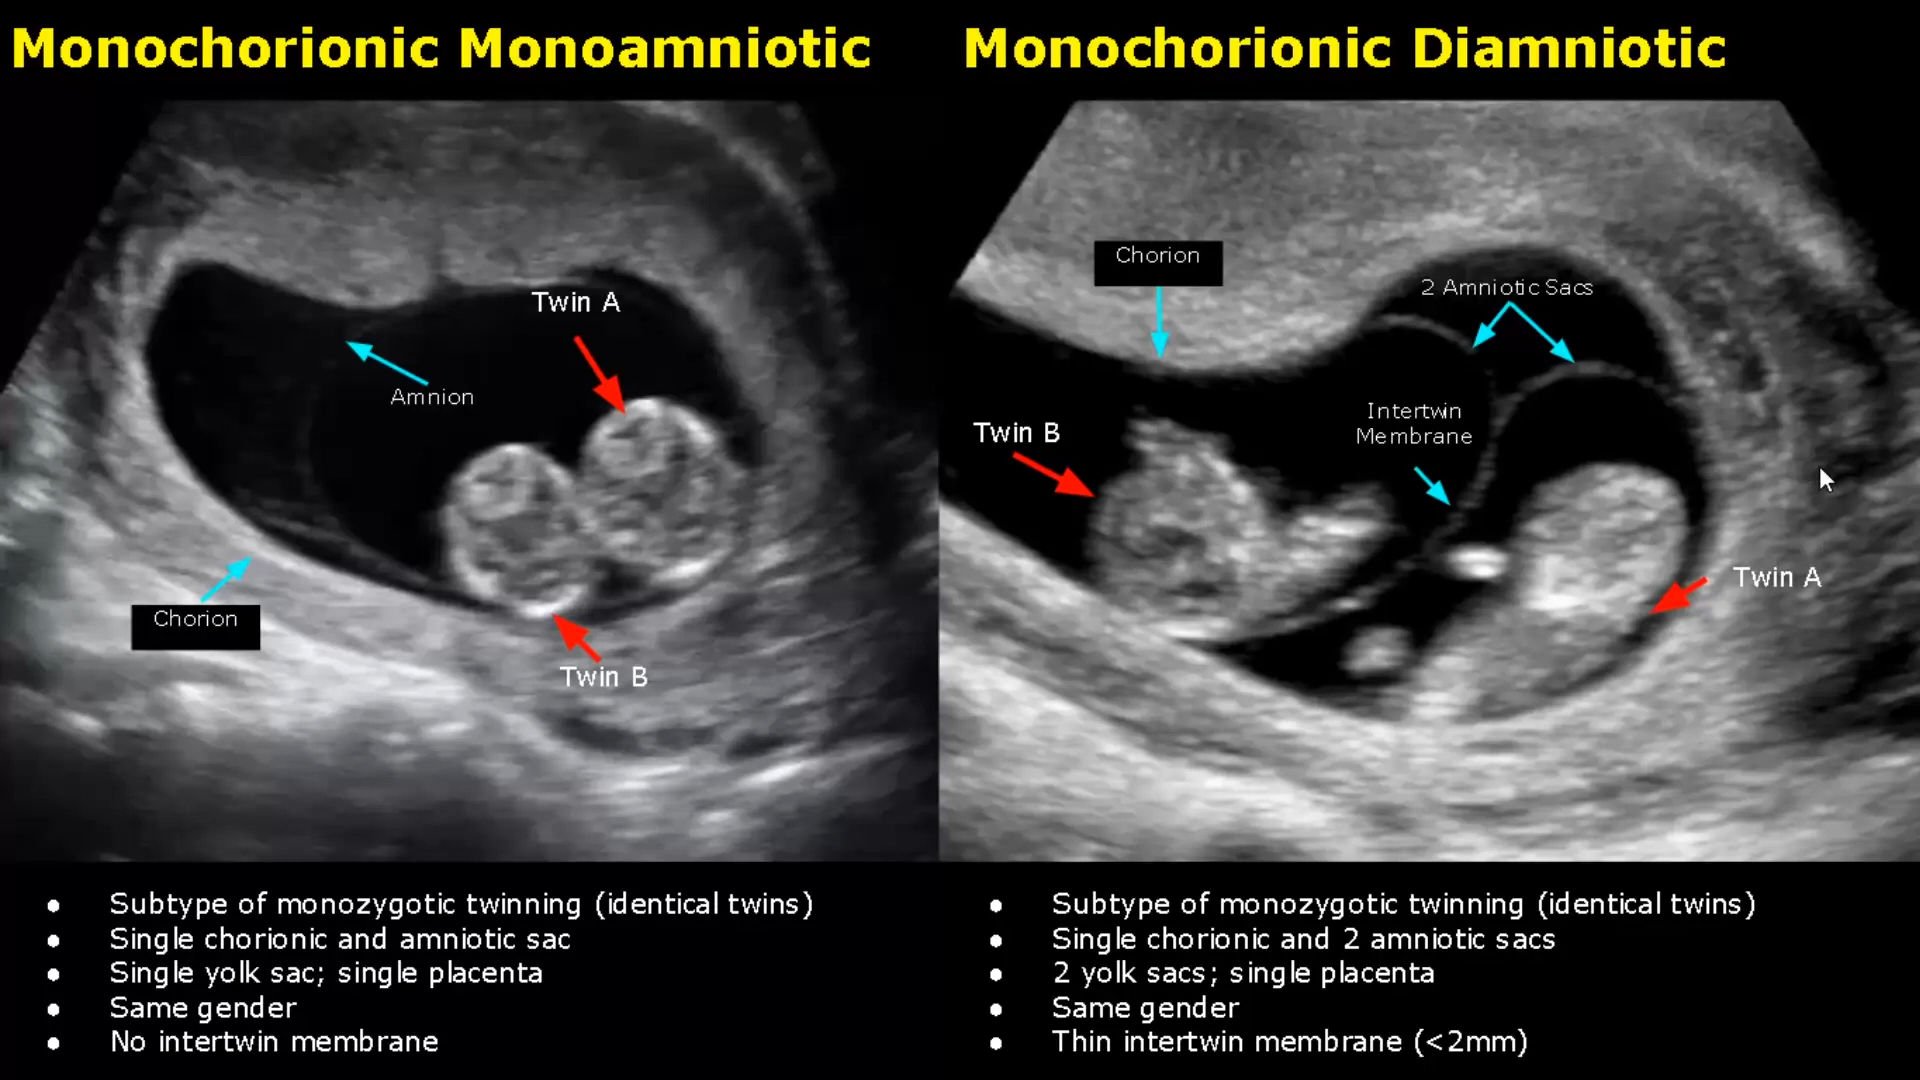 Monochorionic Monoamniotic
Twin A
Amnion
Chorion
Twin B
• Subtype of monozygotic twinning (identical twins)
• Single chorionic and amniotic sac
• Single yolk sac; single placenta
• Same gender
• No intertwin membrane
Monochorionic Diamniotic
Chorion
2 Amniotic Sacs
Intertwin
Membrane
Twin B
Twin A
• Subtype of monozygotic twinning (identical twins)
• Single chorionic and 2 amniotic sacs
• 2 yolk sacs; single placenta
• Same gender
• Thin intertwin membrane (<2mm)